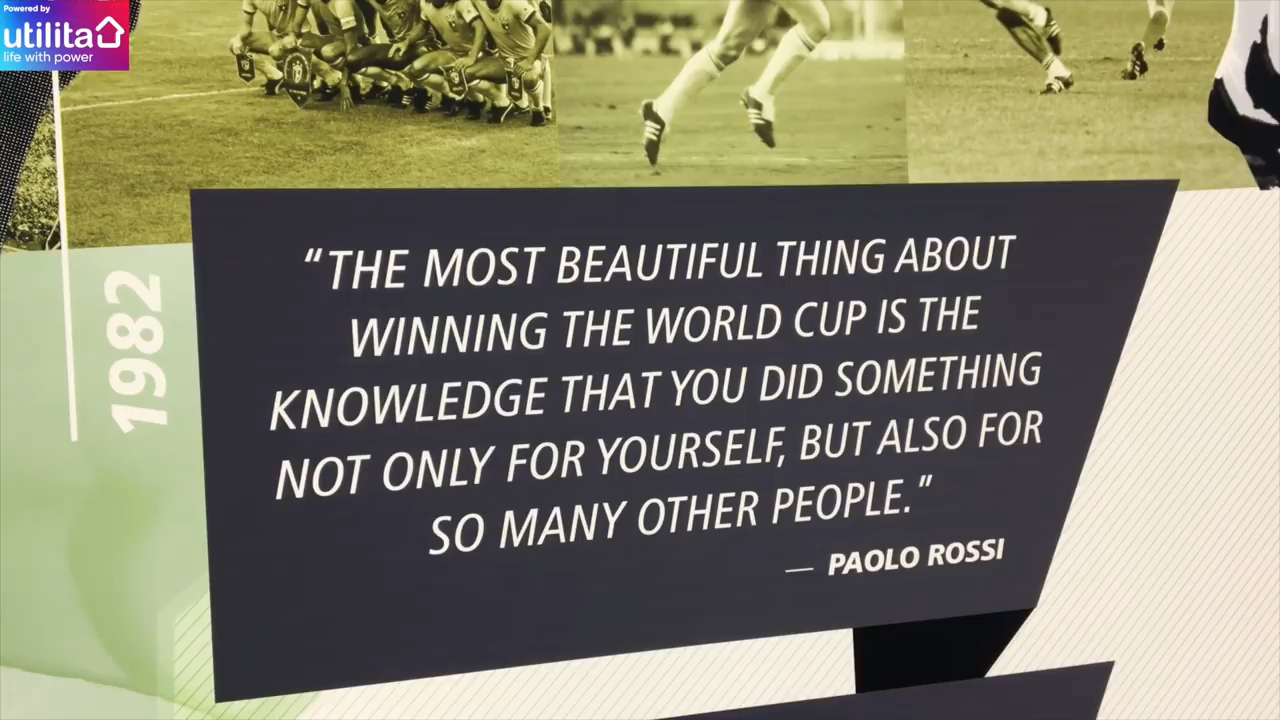 Powered by
utilita
life with power
1982
“THE MOST BEAUTIFUL THING ABOUT
WINNING THE WORLD CUP IS THE
KNOWLEDGE THAT YOU DID SOMETHING
NOT ONLY FOR YOURSELF, BUT ALSO FOR
SO MANY OTHER PEOPLE.”
— PAOLO ROSSI